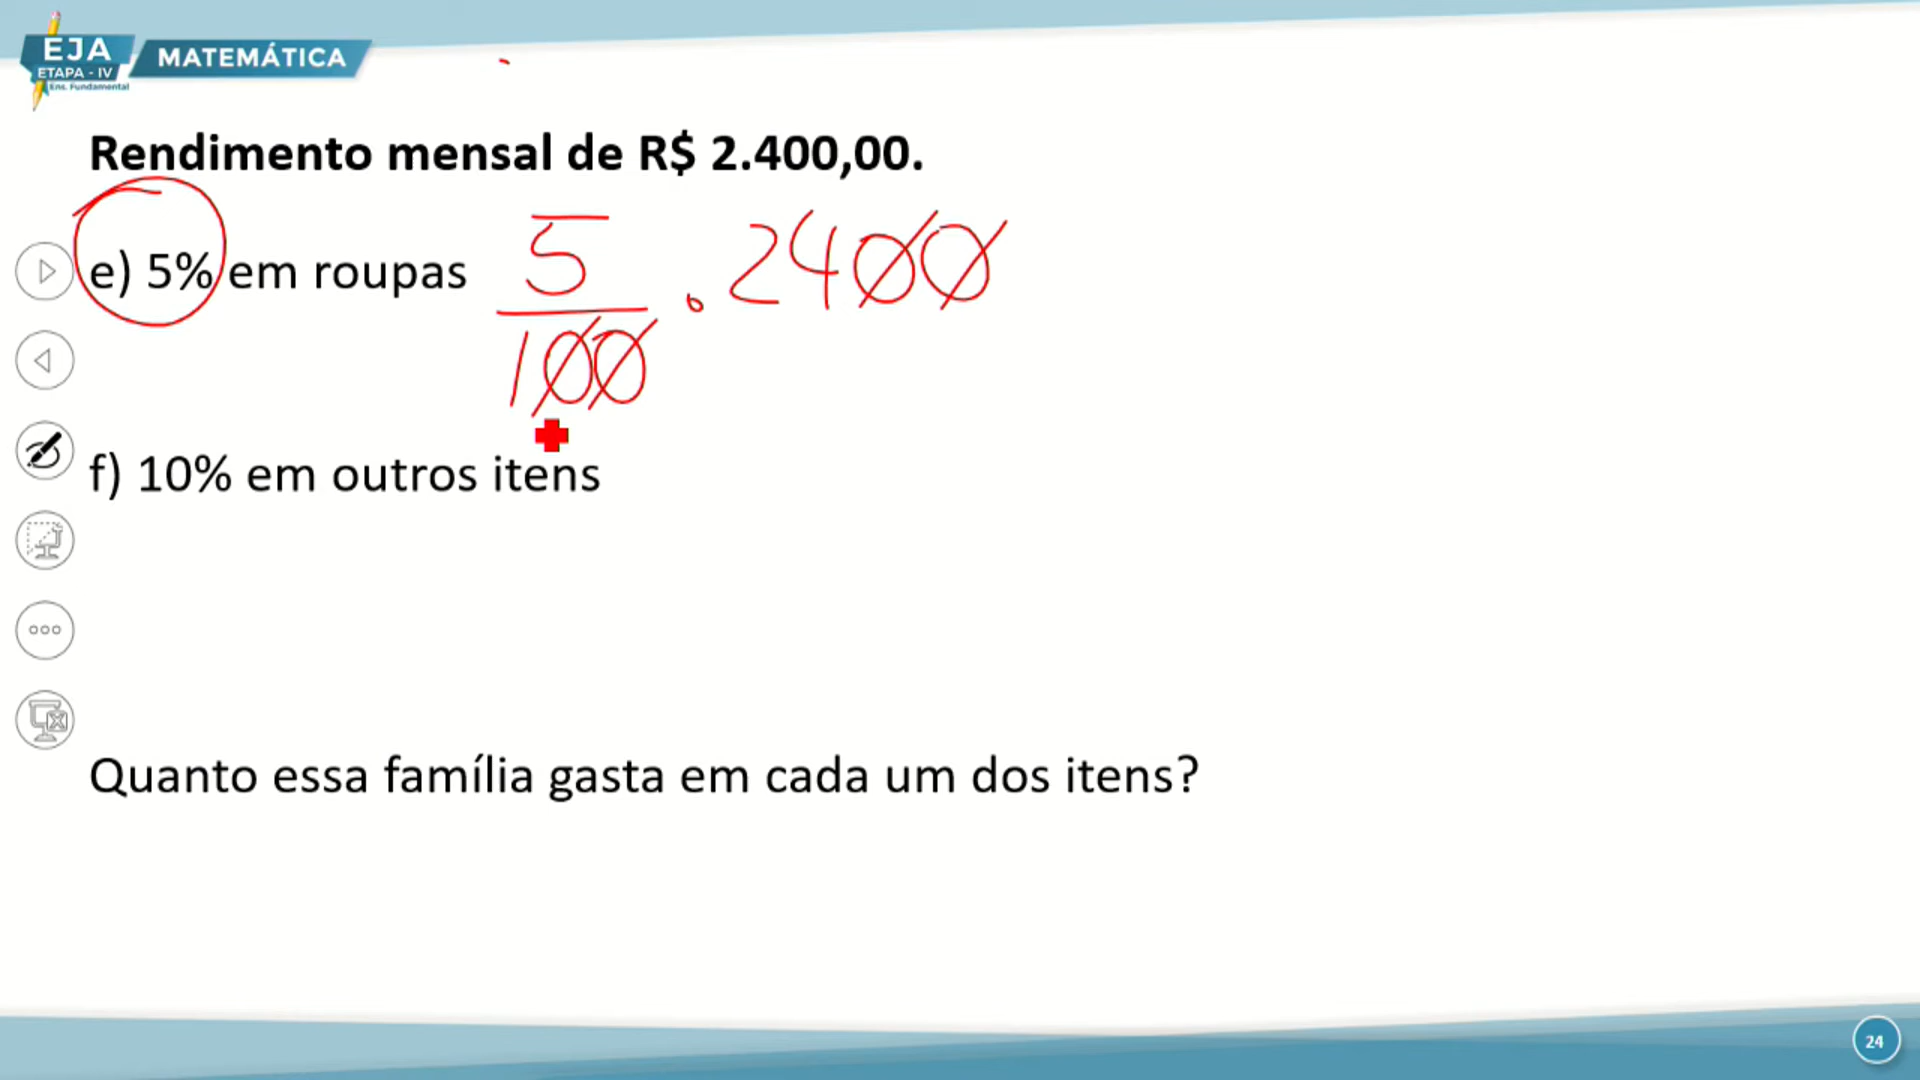 EJA
ETAPA - IV
Ens. Fundamental
MATEMÁTICA
Rendimento mensal de R$ 2.400,00.
e) 5% em roupas
5
100 . 2400
f) 10% em outros itens
Quanto essa família gasta em cada um dos itens?
24